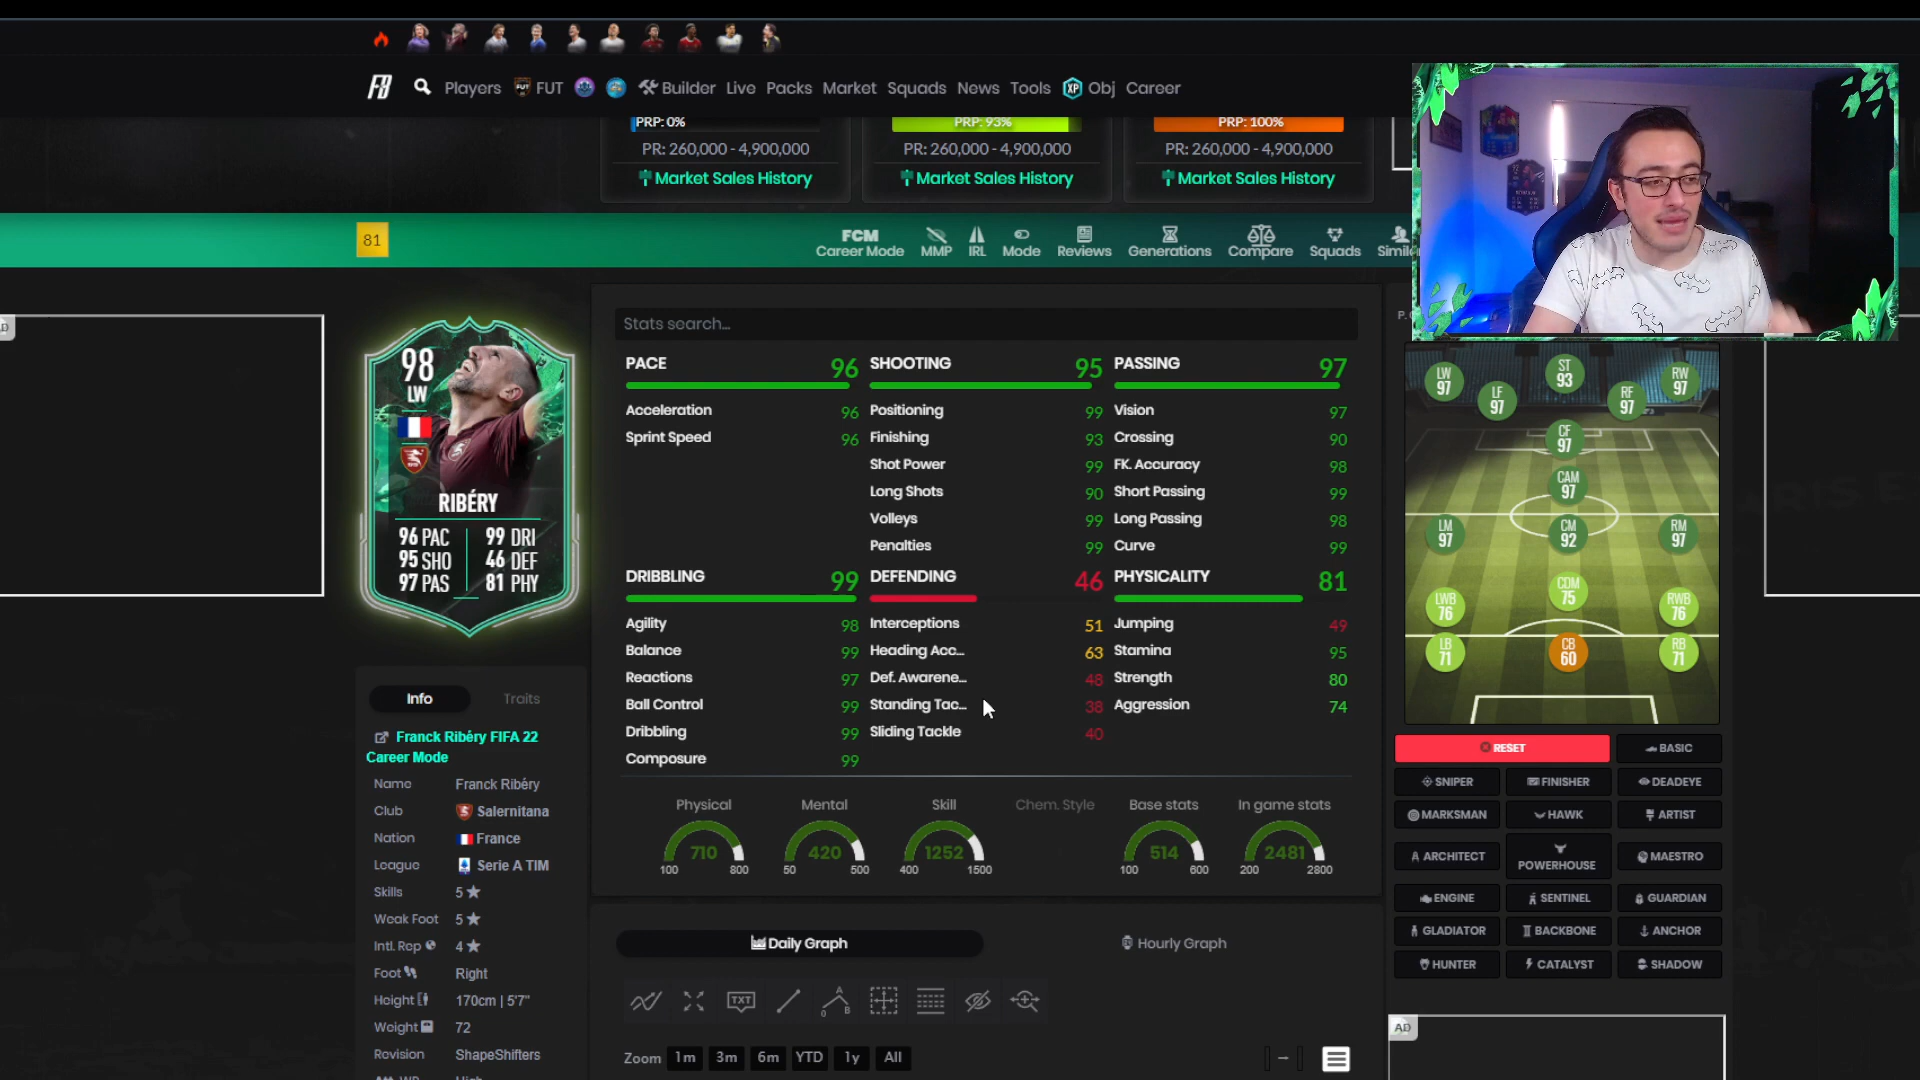 FB Players FUT Builder Live Packs Market Squads News Tools XP Obj Career
PRP: 0% PRP: 93% PRP: 100%
PR: 260,000 - 4,900,000 PR: 260,000 - 4,900,000 PR: 260,000 - 4,900,000
Market Sales History Market Sales History Market Sales History
81
FCM Career Mode MMP IRL Mode Reviews Generations Compare Squads
98
LW
RIBÉRY
96 PAC 99 DRI
95 SHO 46 DEF
97 PAS 81 PHY
Stats search...
PACE 96
Acceleration 96
Sprint Speed 96
SHOOTING 95
Positioning 99
Finishing 93
Shot Power 99
Long Shots 90
Volleys 99
Penalties 99
PASSING 97
Vision 97
Crossing 90
FK. Accuracy 98
Short Passing 99
Long Passing 98
Curve 99
DRIBBLING 99
Agility 98
Balance 99
Reactions 97
Ball Control 99
Dribbling 99
Composure 99
DEFENDING 46
Interceptions 51
Heading Acc... 63
Def. Awarene... 48
Standing Tac... 38
Sliding Tackle 40
PHYSICALITY 81
Jumping 49
Stamina 95
Strength 80
Aggression 74
Physical Mental Skill Chem. Style Base stats In game stats
710 420 1252 514 2481
100 800 50 500 400 1500 100 600 200 2800
Info Traits
Franck Ribéry FIFA 22
Career Mode
Name Franck Ribéry
Club Salernitana
Nation France
League Serie A TIM
Skills 5
Weak Foot 5
Intl. Rep 4
Foot Right
Height 170cm | 5'7"
Weight 72
Revision ShapeShifters
Daily Graph Hourly Graph
TXT
Zoom 1m 3m 6m YTD 1y All
LW 97
ST 93
RW 97
LF 97
RF 97
CF 97
CAM 97
LM 97
CM 92
RM 97
CDM 75
LWB 76
RWB 76
LB 71
CB 60
RB 71
RESET BASIC
SNIPER FINISHER DEADEYE
MARKSMAN HAWK ARTIST
ARCHITECT POWERHOUSE MAESTRO
ENGINE SENTINEL GUARDIAN
GLADIATOR BACKBONE ANCHOR
HUNTER CATALYST SHADOW
AD